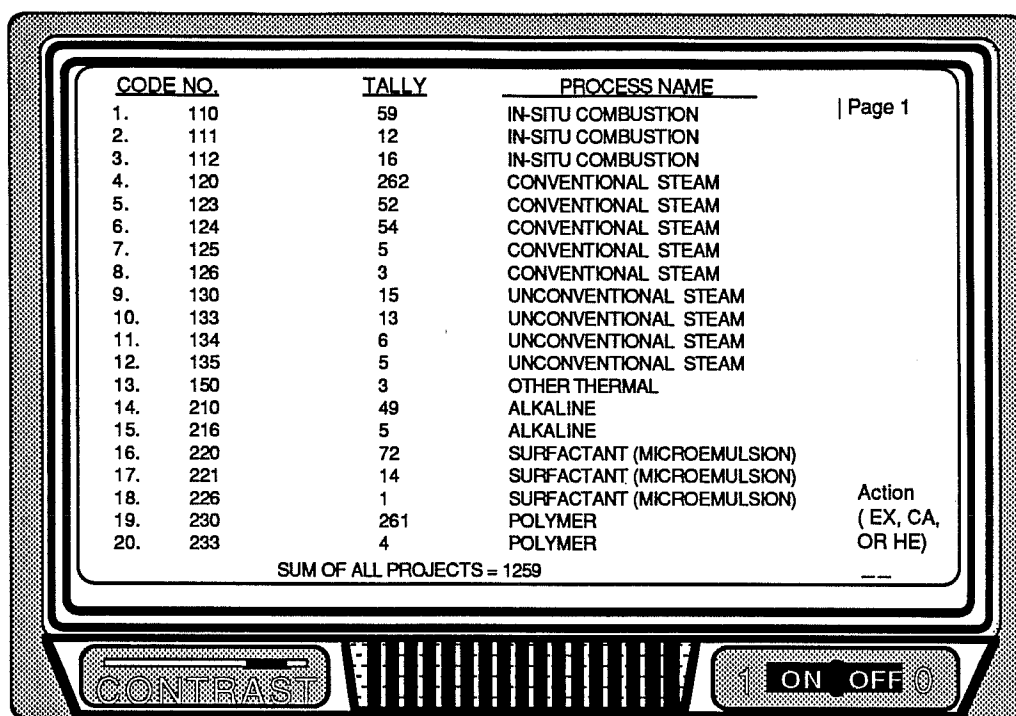 CODE NO. TALLY PROCESS NAME
| Page 1
1. 110 59 IN-SITU COMBUSTION
2. 111 12 IN-SITU COMBUSTION
3. 112 16 IN-SITU COMBUSTION
4. 120 262 CONVENTIONAL STEAM
5. 123 52 CONVENTIONAL STEAM
6. 124 54 CONVENTIONAL STEAM
7. 125 5 CONVENTIONAL STEAM
8. 126 3 CONVENTIONAL STEAM
9. 130 15 UNCONVENTIONAL STEAM
10. 133 13 UNCONVENTIONAL STEAM
11. 134 6 UNCONVENTIONAL STEAM
12. 135 5 UNCONVENTIONAL STEAM
13. 150 3 OTHER THERMAL
14. 210 49 ALKALINE
15. 216 5 ALKALINE
16. 220 72 SURFACTANT (MICROEMULSION)
17. 221 14 SURFACTANT (MICROEMULSION)
18. 226 1 SURFACTANT (MICROEMULSION)
19. 230 261 POLYMER
20. 233 4 POLYMER
Action
( EX, CA,
OR HE)
SUM OF ALL PROJECTS = 1259
_ _
CONTRAST
1 ON OFF 0